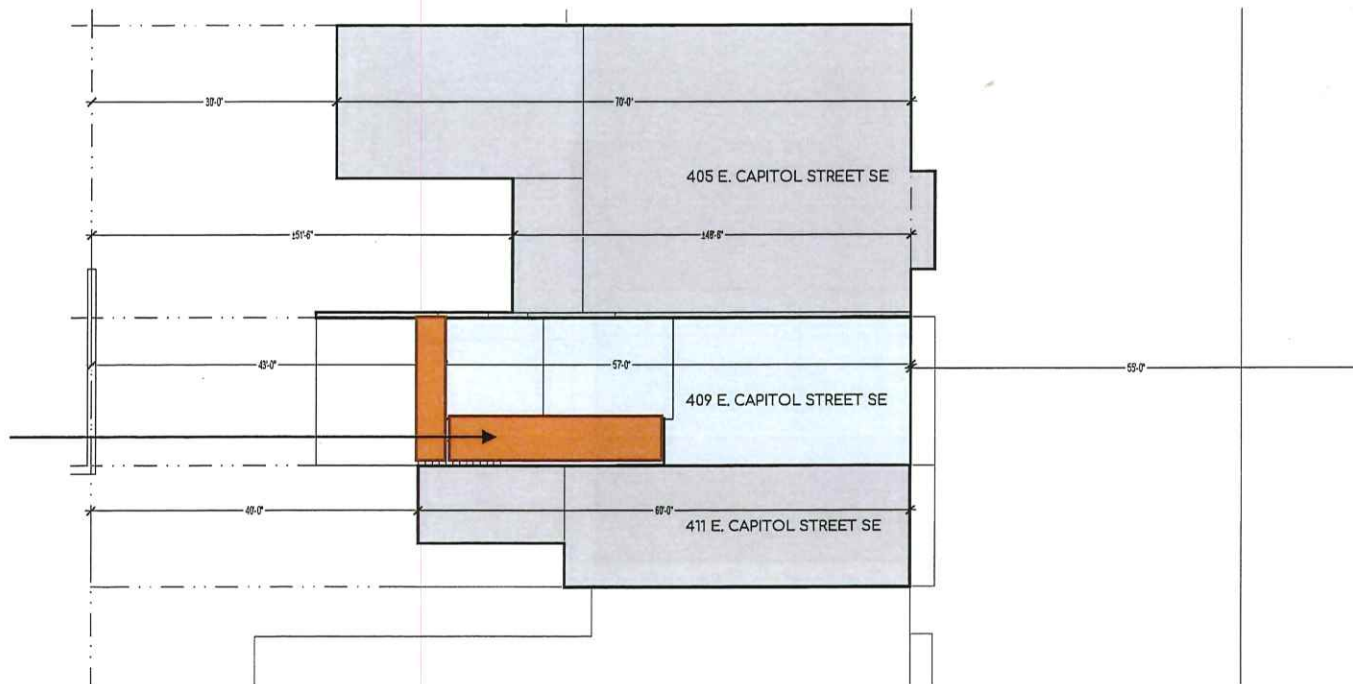 30'-0" 70'-0"
405 E. CAPITOL STREET SE
±51'-6" ±48'-6"
43'-0" 57'-0" 55'-0"
409 E. CAPITOL STREET SE
40'-0" 60'-0"
411 E. CAPITOL STREET SE